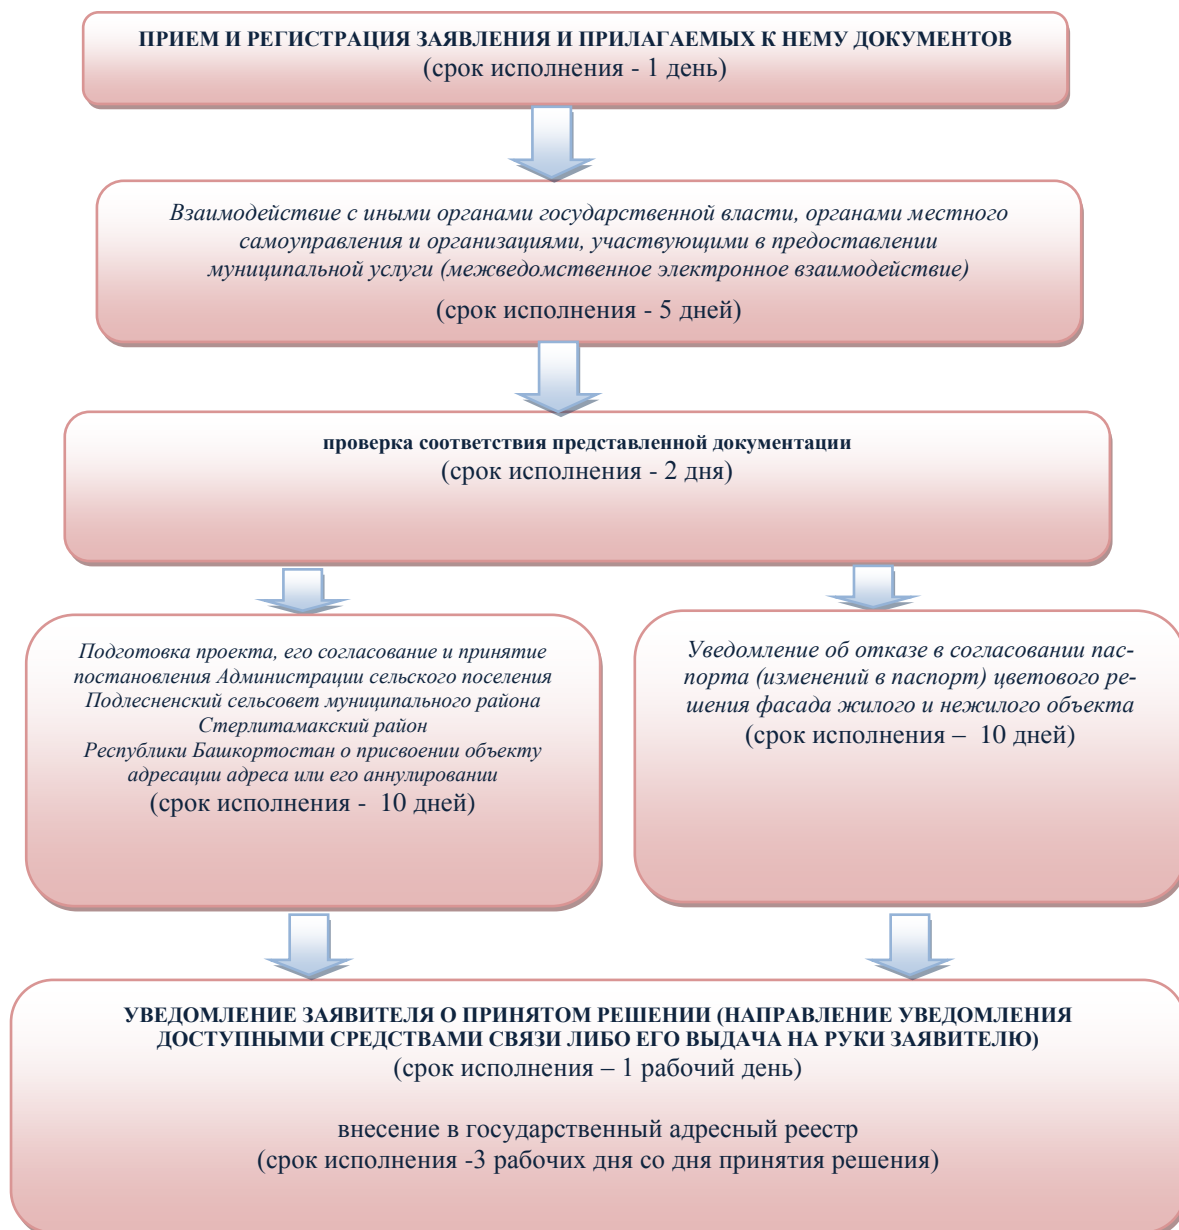 ПРИЕМ И РЕГИСТРАЦИЯ ЗАЯВЛЕНИЯ И ПРИЛАГАЕМЫХ К НЕМУ ДОКУМЕНТОВ
(срок исполнения - 1 день)
Взаимодействие с иными органами государственной власти, органами местного
самоуправления и организациями, участвующими в предоставлении
муниципальной услуги (межведомственное электронное взаимодействие)
(срок исполнения - 5 дней)
проверка соответствия представленной документации
(срок исполнения - 2 дня)
Подготовка проекта, его согласование и принятие
постановления Администрации сельского поселения
Подлесненский сельсовет муниципального района
Стерлитамакский район
Республики Башкортостан о присвоении объекту
адресации адреса или его аннулировании
(срок исполнения -  10 дней)
Уведомление об отказе в согласовании пас-
порта (изменений в паспорт) цветового ре-
шения фасада жилого и нежилого объекта
(срок исполнения –  10 дней)
УВЕДОМЛЕНИЕ ЗАЯВИТЕЛЯ О ПРИНЯТОМ РЕШЕНИИ (НАПРАВЛЕНИЕ УВЕДОМЛЕНИЯ
ДОСТУПНЫМИ СРЕДСТВАМИ СВЯЗИ ЛИБО ЕГО ВЫДАЧА НА РУКИ ЗАЯВИТЕЛЮ)
(срок исполнения – 1 рабочий день)
внесение в государственный адресный реестр
(срок исполнения -3 рабочих дня со дня принятия решения)